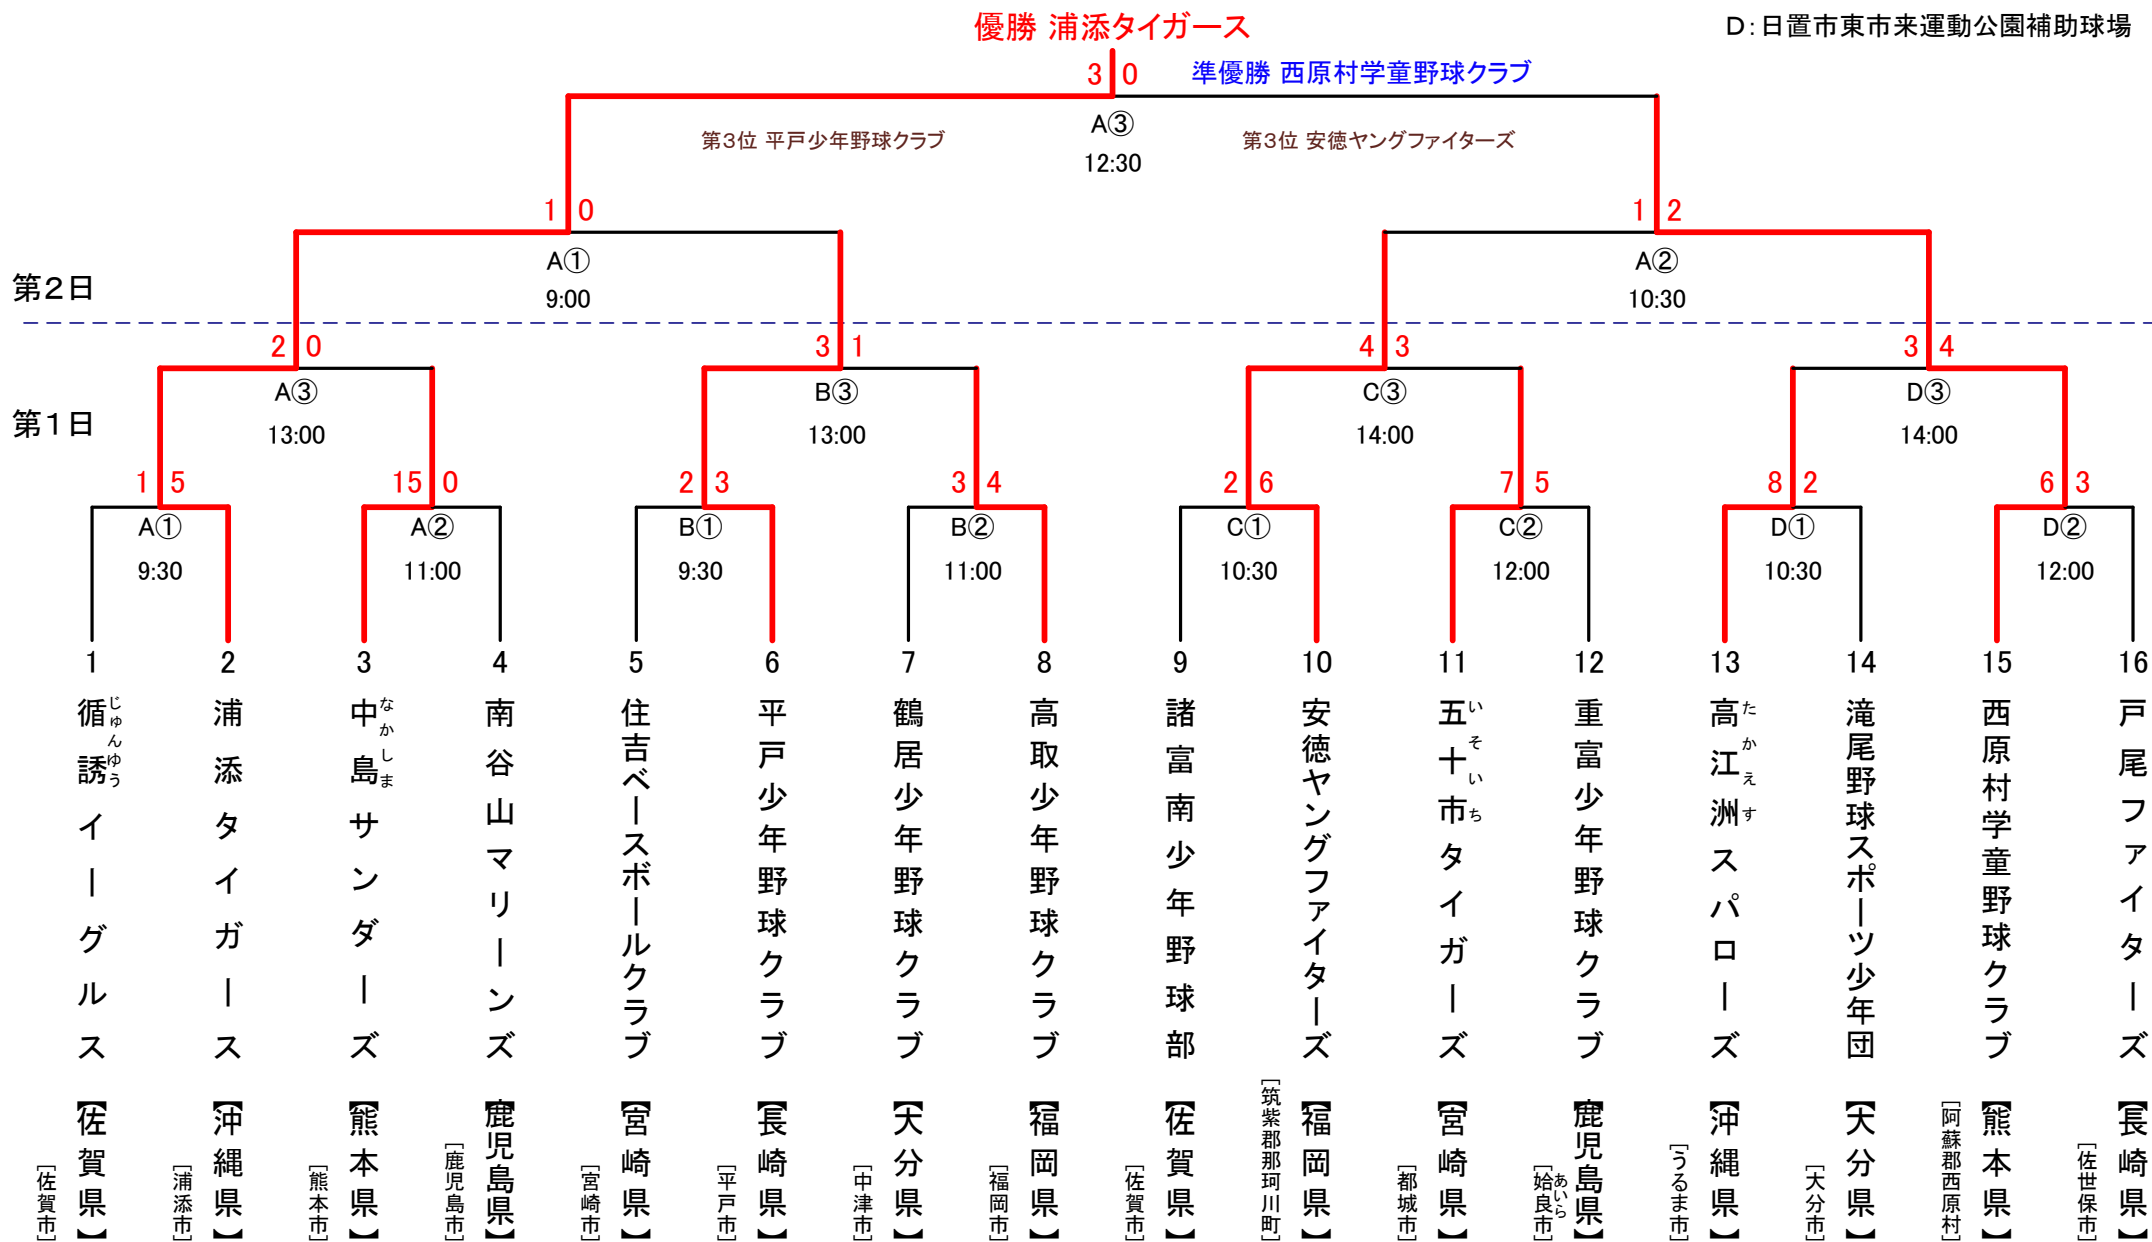 優勝 浦添タイガース
D:日置市東市来運動公園補助球場
3 0
準優勝 西原村学童野球クラブ
A③
12:30
第3位 平戸少年野球クラブ
第3位 安徳ヤングファイターズ
1 0
1 2
A①
A②
第2日
9:00
10:30
2 0
3 1
4 3
3 4
A③
B③
C③
D③
第1日
13:00
13:00
14:00
14:00
1 5
15 0
2 3
3 4
2 6
7 5
8 2
6 3
A①
A②
B①
B②
C①
C②
D①
D②
9:30
11:00
9:30
11:00
10:30
12:00
10:30
12:00
1
2
3
4
5
6
7
8
9
10
11
12
13
14
15
16
循誘イーグルス
じゅんゆう
【佐賀県】
[佐賀市]
浦添タイガース
【沖縄県】
[浦添市]
中島サンダーズ
なかしま
【熊本県】
[熊本市]
南谷山マリーンズ
【鹿児島県】
[鹿児島市]
住吉ベースボールクラブ
【宮崎県】
[宮崎市]
平戸少年野球クラブ
【長崎県】
[平戸市]
鶴居少年野球クラブ
【大分県】
[中津市]
高取少年野球クラブ
【福岡県】
[福岡市]
諸富南少年野球部
【佐賀県】
[佐賀市]
安徳ヤングファイターズ
【福岡県】
[筑紫郡那珂川町]
五十市タイガーズ
いそいち
【宮崎県】
[都城市]
重富少年野球クラブ
【鹿児島県】
[姶良市]
あいら
高江洲スパローズ
たかえす
【沖縄県】
[うるま市]
滝尾野球スポーツ少年団
【大分県】
[大分市]
西原村学童野球クラブ
【熊本県】
[阿蘇郡西原村]
戸尾ファイターズ
【長崎県】
[佐世保市]